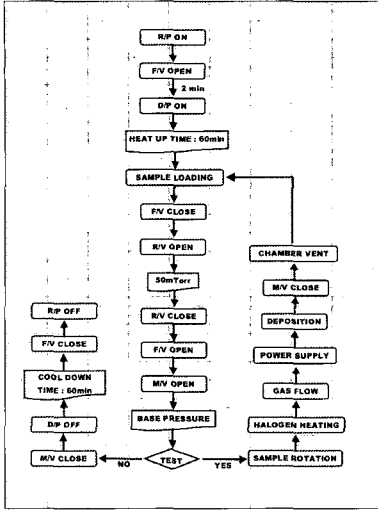 R/P ON
F/V OPEN
2 min
D/P ON
HEAT UP TIME : 60min
SAMPLE LOADING
F/V CLOSE
R/V OPEN
50mTorr
R/V CLOSE
F/V OPEN
M/V OPEN
BASE PRESSURE
TEST
NO
M/V CLOSE
D/P OFF
COOL DOWN
TIME : 60min
F/V CLOSE
R/P OFF
YES
SAMPLE ROTATION
HALOGEN HEATING
GAS FLOW
POWER SUPPLY
DEPOSITION
M/V CLOSE
CHAMBER VENT